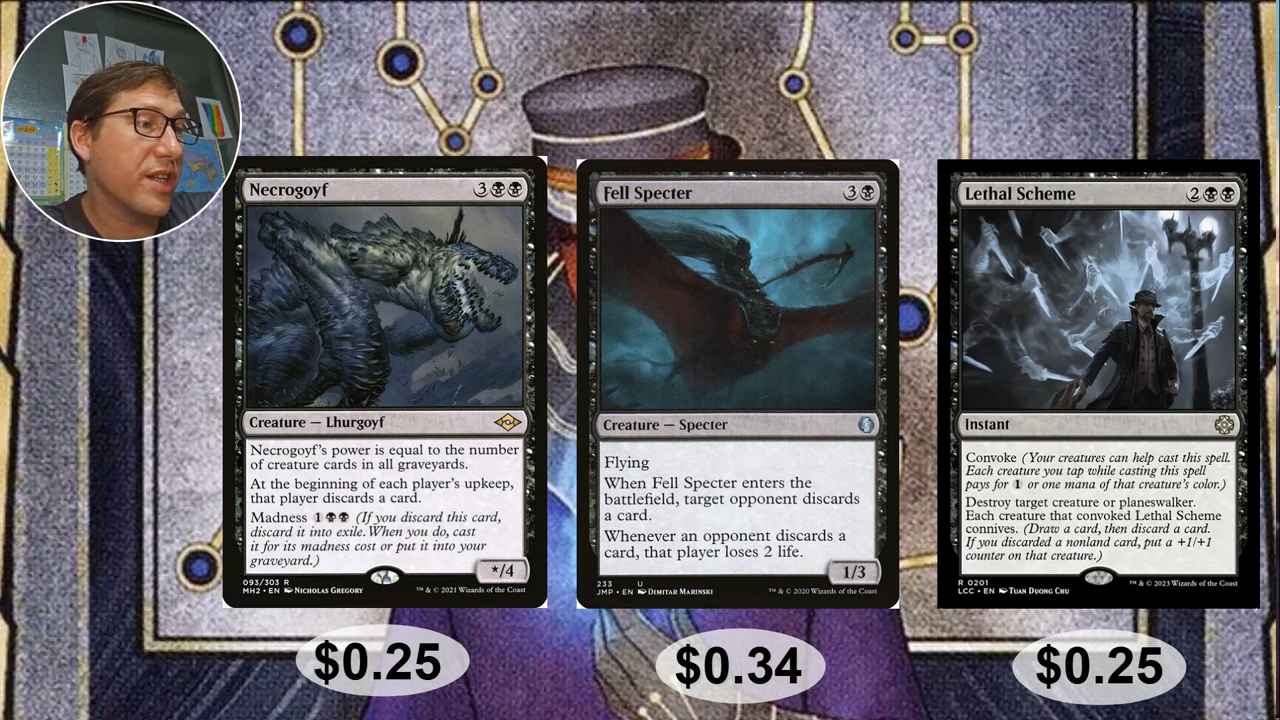 Necrogoyf 3
Creature — Lhurgoyf
Necrogoyf's power is equal to the number
of creature cards in all graveyards.
At the beginning of each player's upkeep,
that player discards a card.
Madness 1 (If you discard this card,
discard it into exile. When you do, cast
it for its madness cost or put it into your
graveyard.)
*/4
093/303 R
MH2 • EN Nicholas Gregory ™ & © 2021 Wizards of the Coast
$0.25
Fell Specter 3
Creature — Specter
Flying
When Fell Specter enters the
battlefield, target opponent discards
a card.
Whenever an opponent discards a
card, that player loses 2 life.
1/3
233 U
JMP • EN Dimitar Marinski ™ & © 2020 Wizards of the Coast
$0.34
Lethal Scheme 2
Instant
Convoke (Your creatures can help cast this spell.
Each creature you tap while casting this spell
pays for 1 or one mana of that creature's color.)
Destroy target creature or planeswalker.
Each creature that convoked Lethal Scheme
connives. (Draw a card, then discard a card.
If you discarded a nonland card, put a +1/+1
counter on that creature.)
R 0201
LCC • EN Tuan Duong Chu ™ & © 2023 Wizards of the Coast
$0.25